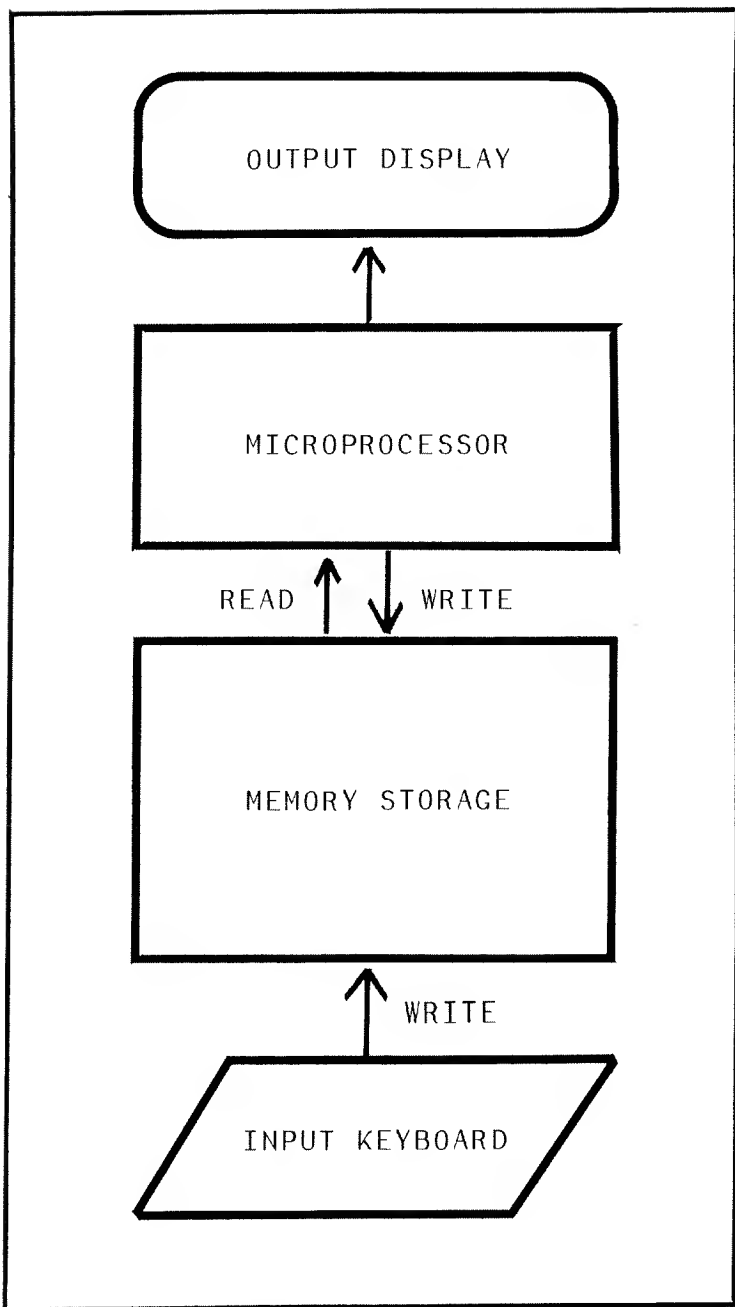 OUTPUT DISPLAY
MICROPROCESSOR
READ WRITE
MEMORY STORAGE
WRITE
INPUT KEYBOARD